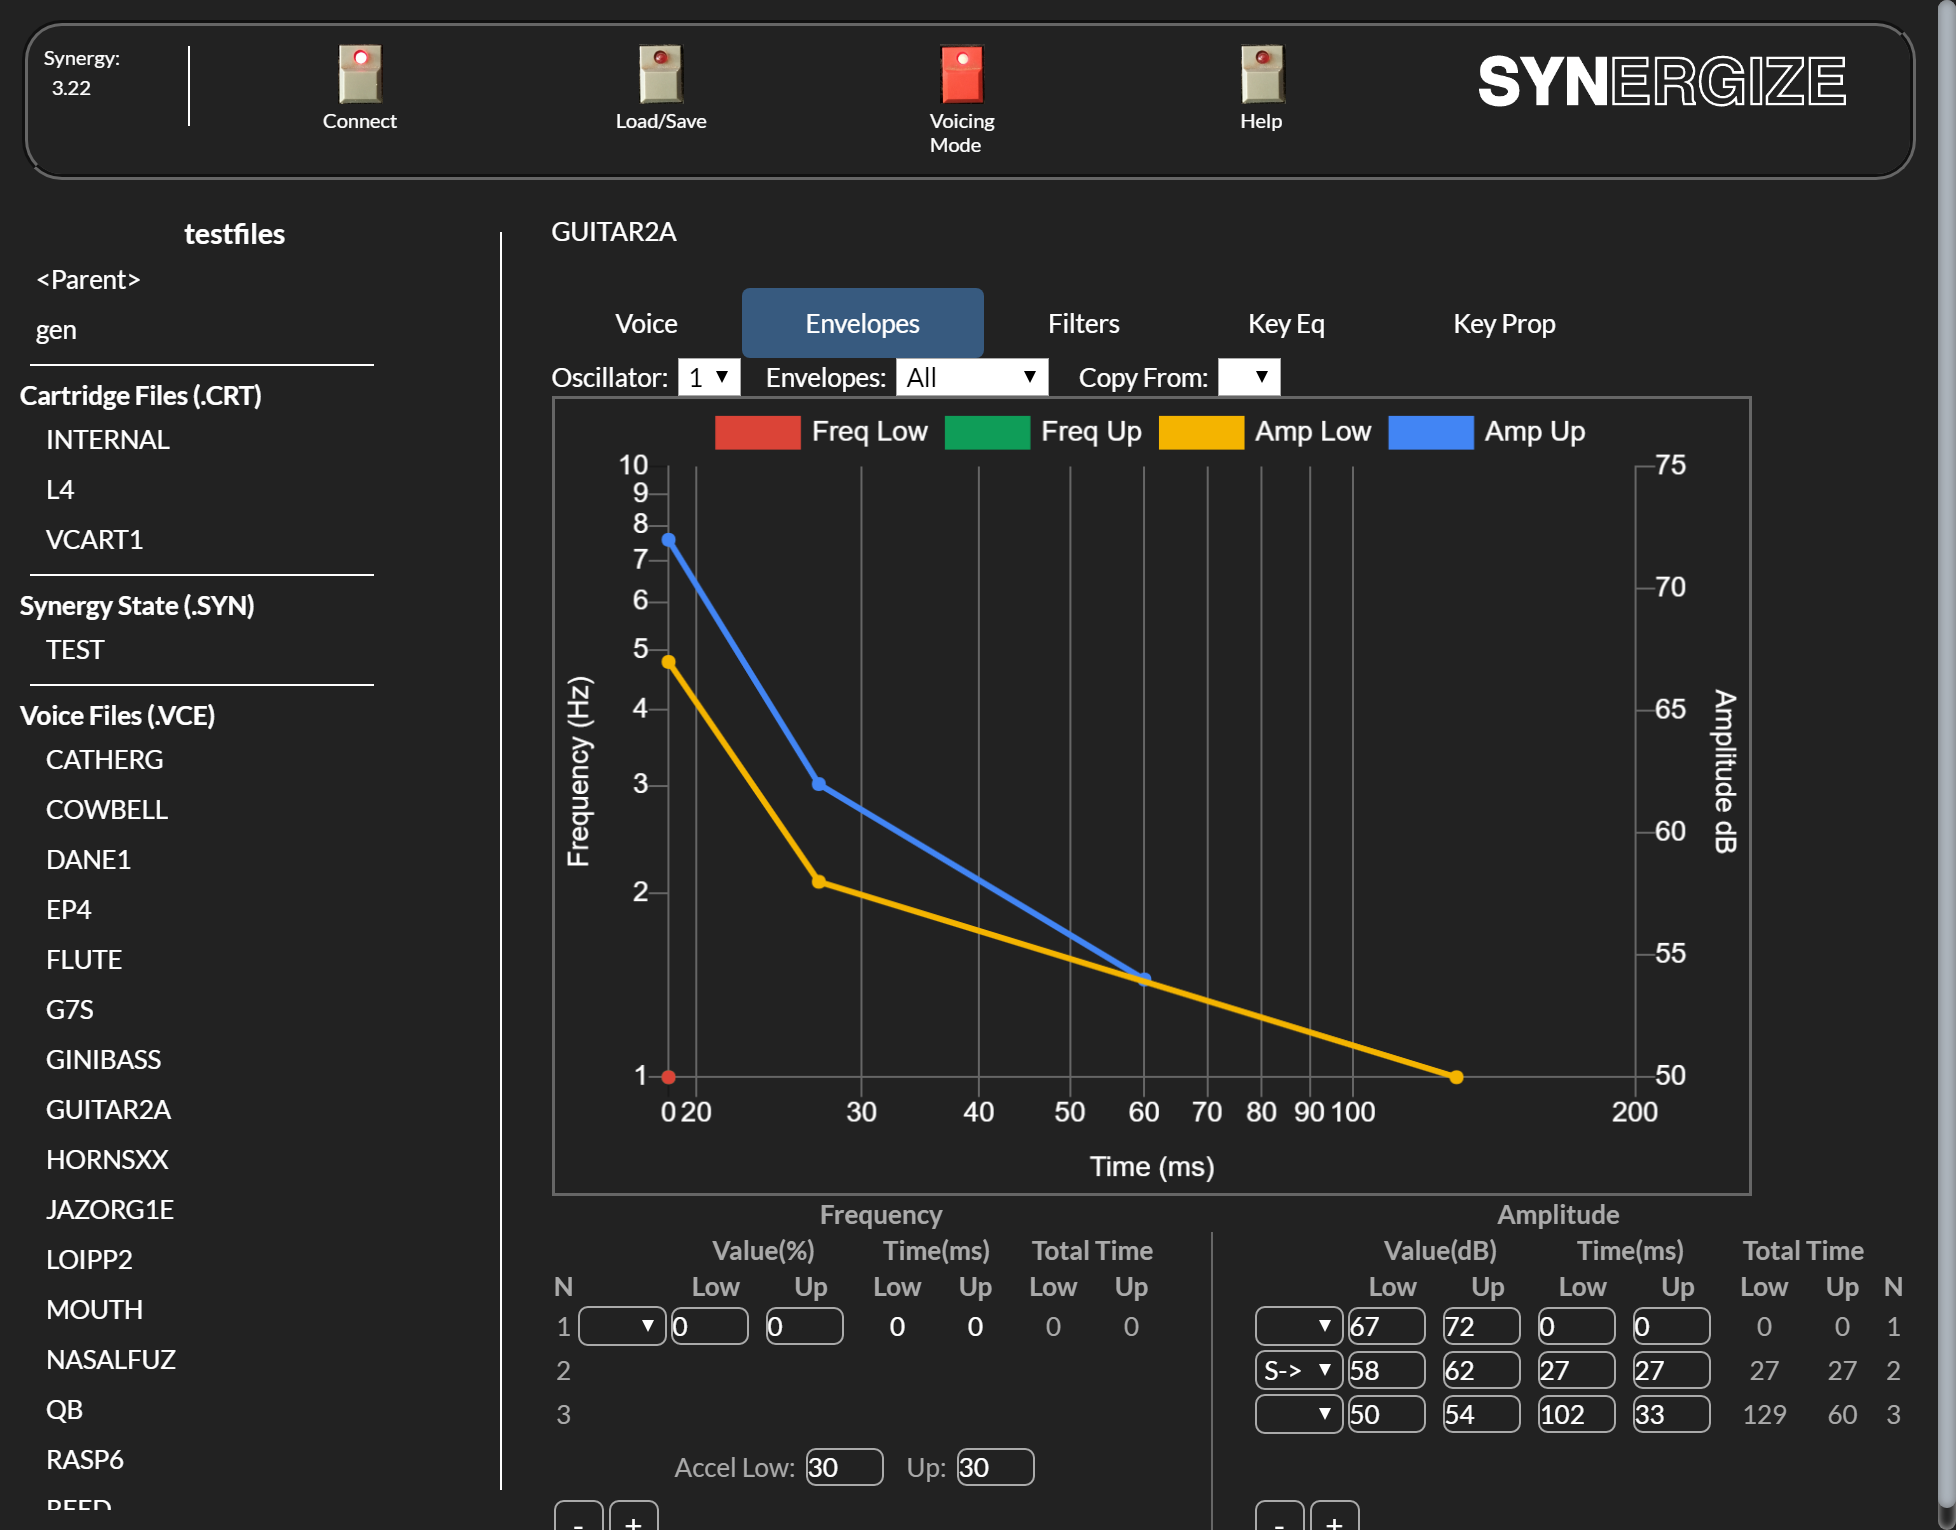 Synergy:
3.22
Connect
Load/Save
Voicing
Mode
Help
SYNERGIZE
testfiles
<Parent>
gen
Cartridge Files (.CRT)
INTERNAL
L4
VCART1
Synergy State (.SYN)
TEST
Voice Files (.VCE)
CATHERG
COWBELL
DANE1
EP4
FLUTE
G7S
GINIBASS
GUITAR2A
HORNSXX
JAZORG1E
LOIPP2
MOUTH
NASALFUZ
QB
RASP6
REED
GUITAR2A
Voice Envelopes Filters Key Eq Key Prop
Oscillator: 1 Envelopes: All Copy From:
Freq Low Freq Up Amp Low Amp Up
10
9
8
7
6
5
4
3
2
1
Frequency (Hz)
75
70
65
60
55
50
Amplitude dB
0 20 30 40 50 60 70 80 90 100 200
Time (ms)
Frequency
Value(%) Time(ms) Total Time
N Low Up Low Up Low Up
1 0 0 0 0 0 0
2
3
Accel Low: 30 Up: 30
- +
Amplitude
Value(dB) Time(ms) Total Time
Low Up Low Up Low Up N
67 72 0 0 0 0 1
S-> 58 62 27 27 27 27 2
50 54 102 33 129 60 3
- +